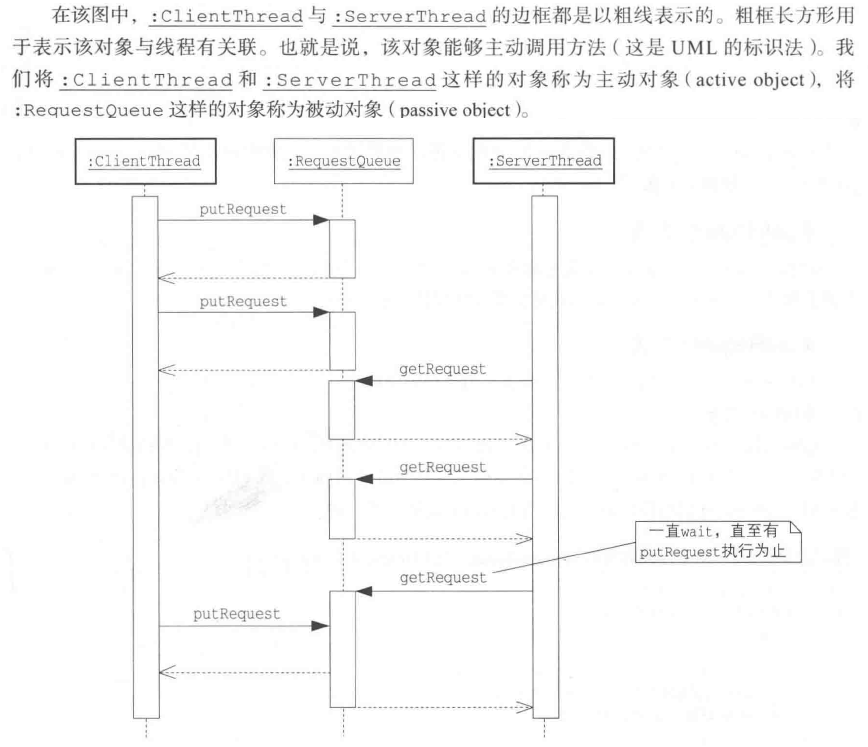 在该图中，:ClientThread 与 :ServerThread 的边框都是以粗线表示的。粗框长方形用
于表示该对象与线程有关联。也就是说，该对象能够主动调用方法（这是 UML 的标识法）。我
们将 :ClientThread 和 :ServerThread 这样的对象称为主动对象（active object），将
:RequestQueue 这样的对象称为被动对象（passive object）。
:ClientThread :RequestQueue :ServerThread
putRequest
putRequest
getRequest
getRequest
一直wait，直至有
putRequest执行为止
getRequest
putRequest